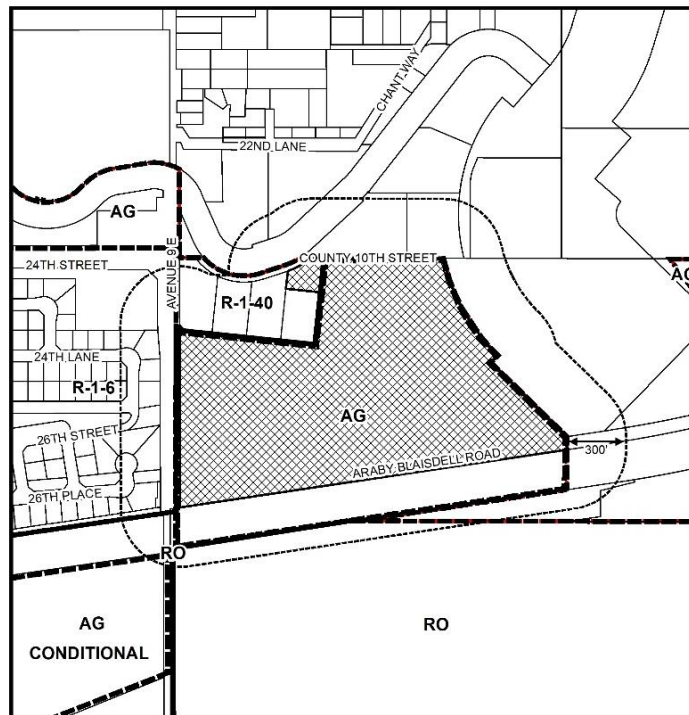 CHANT WAY
22ND LANE
AG
COUNTY 10TH STREET
24TH STREET
AVENUE 9 E
AG
R-1-40
24TH LANE
R-1-6
AG
26TH STREET
ARABY BLAISDELL ROAD
300'
26TH PLACE
RO
AG
CONDITIONAL
RO